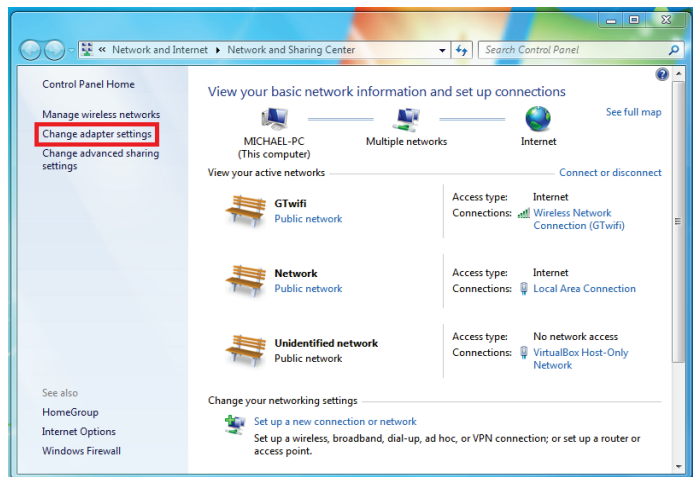 « Network and Internet ▸ Network and Sharing Center
Search Control Panel
Control Panel Home
Manage wireless networks
Change adapter settings
Change advanced sharing
settings
See also
HomeGroup
Internet Options
Windows Firewall
View your basic network information and set up connections
See full map
MICHAEL-PC
(This computer)
Multiple networks
Internet
View your active networks
Connect or disconnect
GTwifi
Public network
Access type: Internet
Connections: Wireless Network
Connection (GTwifi)
Network
Public network
Access type: Internet
Connections: Local Area Connection
Unidentified network
Public network
Access type: No network access
Connections: VirtualBox Host-Only
Network
Change your networking settings
Set up a new connection or network
Set up a wireless, broadband, dial-up, ad hoc, or VPN connection; or set up a router or
access point.